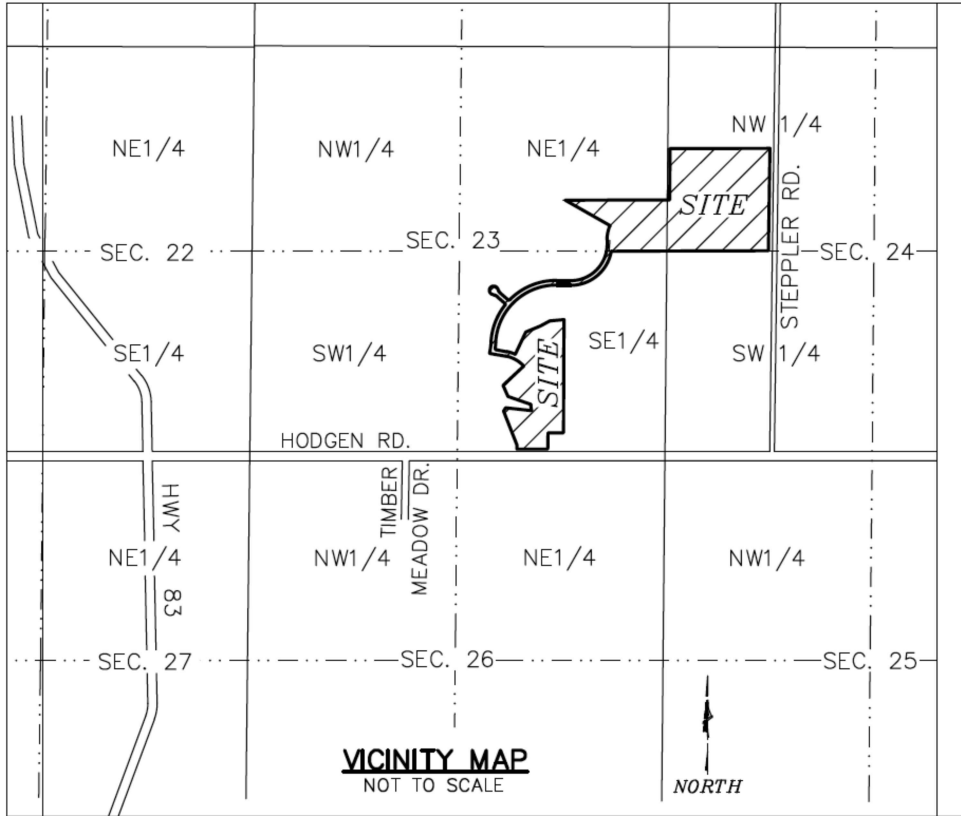 NW 1/4
NE1/4
NW1/4
NE1/4
SITE
STEPPLER RD.
SEC. 22
SEC. 23
SEC. 24
SE1/4
SW1/4
SE1/4
SW 1/4
SITE
HODGEN RD.
HWY 83
TIMBER
MEADOW DR.
NE1/4
NW1/4
NE1/4
NW1/4
SEC. 27
SEC. 26
SEC. 25
VICINITY MAP
NOT TO SCALE
NORTH